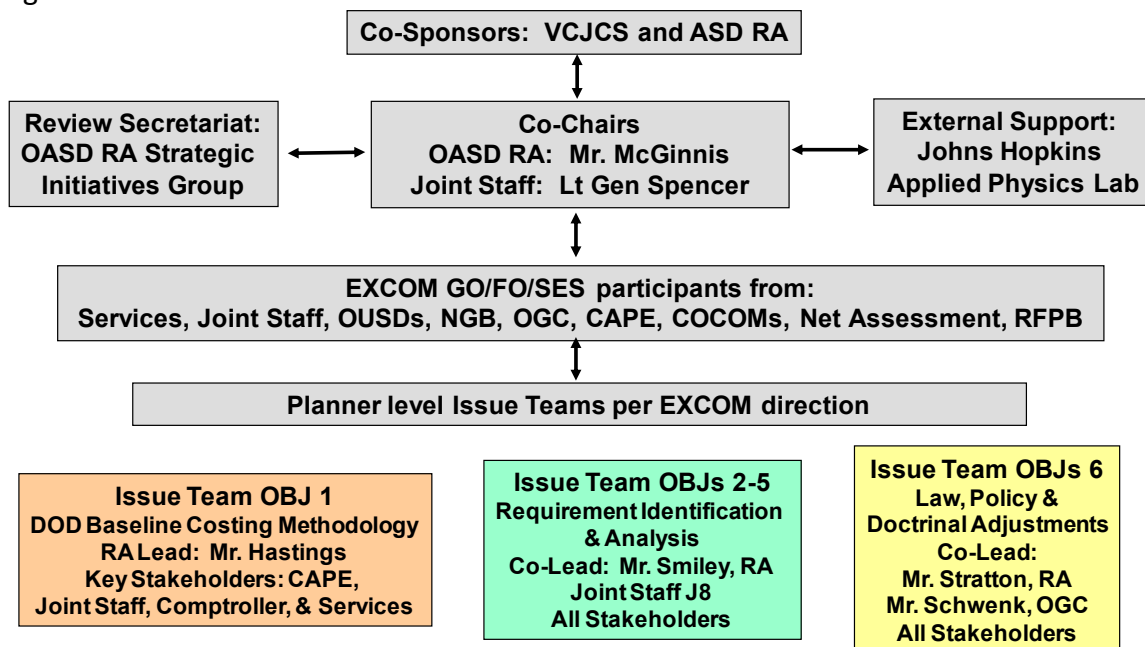 Co-Sponsors: VCJCS and ASD RA
Review Secretariat:
OASD RA Strategic
Initiatives Group
Co-Chairs
OASD RA: Mr. McGinnis
Joint Staff: Lt Gen Spencer
External Support:
Johns Hopkins
Applied Physics Lab
EXCOM GO/FO/SES participants from:
Services, Joint Staff, OUSDs, NGB, OGC, CAPE, COCOMs, Net Assessment, RFPB
Planner level Issue Teams per EXCOM direction
Issue Team OBJ 1
DOD Baseline Costing Methodology
RA Lead: Mr. Hastings
Key Stakeholders: CAPE,
Joint Staff, Comptroller, & Services
Issue Team OBJs 2-5
Requirement Identification
& Analysis
Co-Lead: Mr. Smiley, RA
Joint Staff J8
All Stakeholders
Issue Team OBJs 6
Law, Policy &
Doctrinal Adjustments
Co-Lead:
Mr. Stratton, RA
Mr. Schwenk, OGC
All Stakeholders